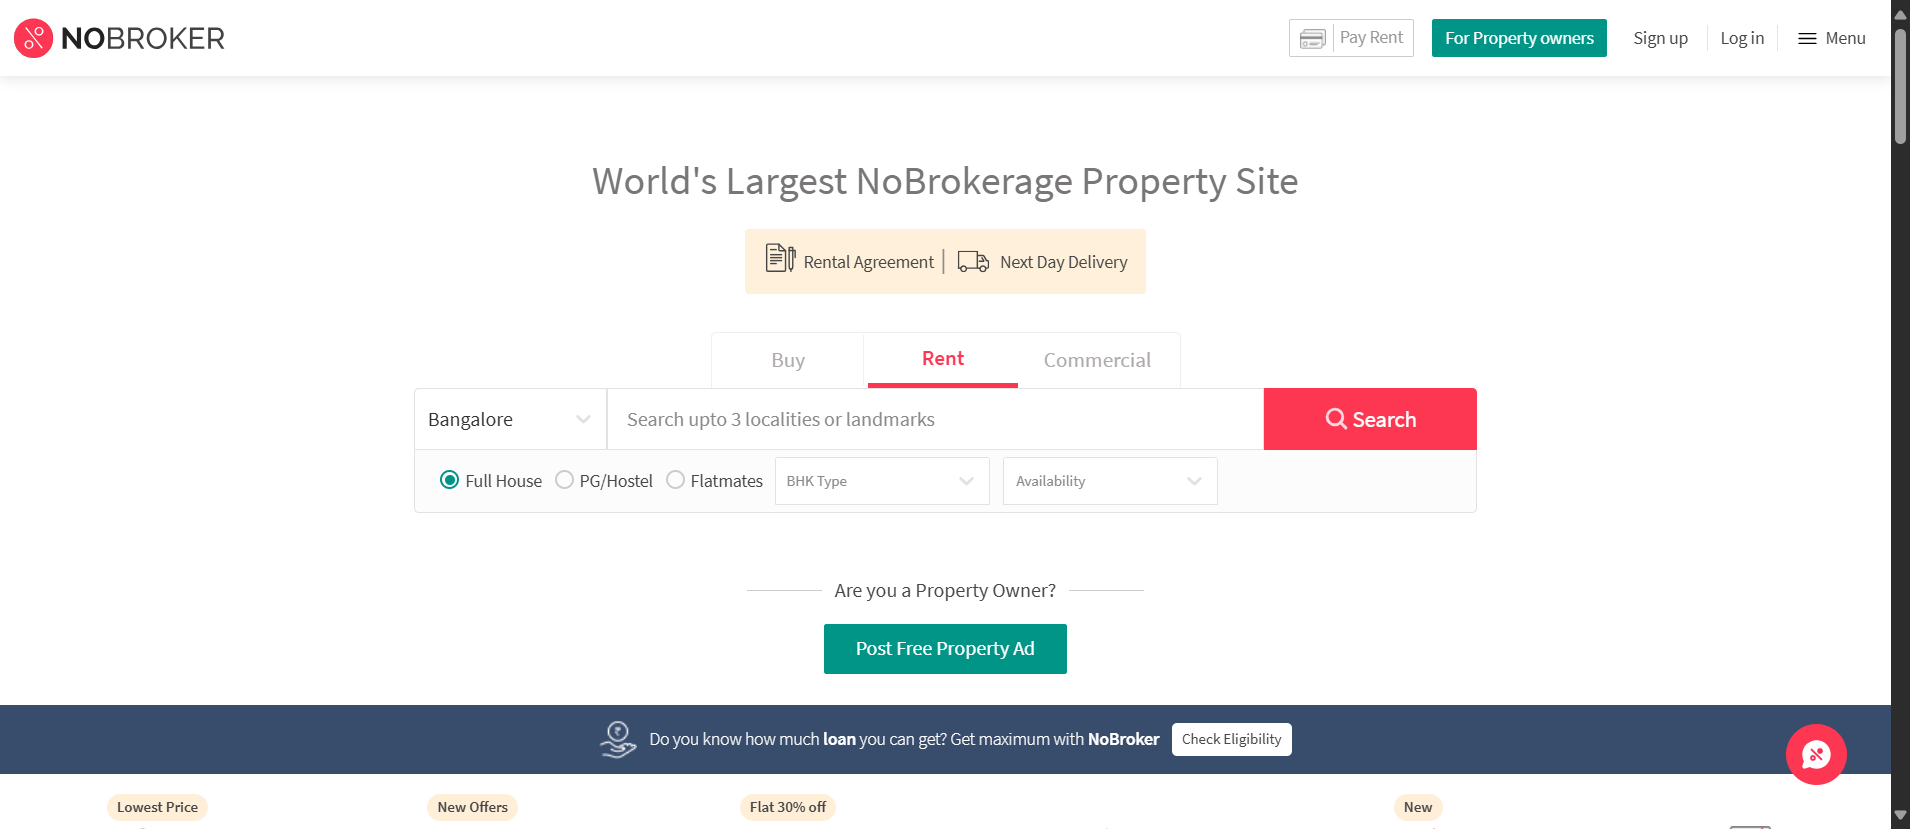 NOBROKER
Pay Rent
For Property owners
Sign up
Log in
Menu
World's Largest NoBrokerage Property Site
Rental Agreement
Next Day Delivery
Buy
Rent
Commercial
Bangalore
Search upto 3 localities or landmarks
Search
Full House
PG/Hostel
Flatmates
BHK Type
Availability
Are you a Property Owner?
Post Free Property Ad
Do you know how much loan you can get? Get maximum with NoBroker
Check Eligibility
Lowest Price
New Offers
Flat 30% off
New